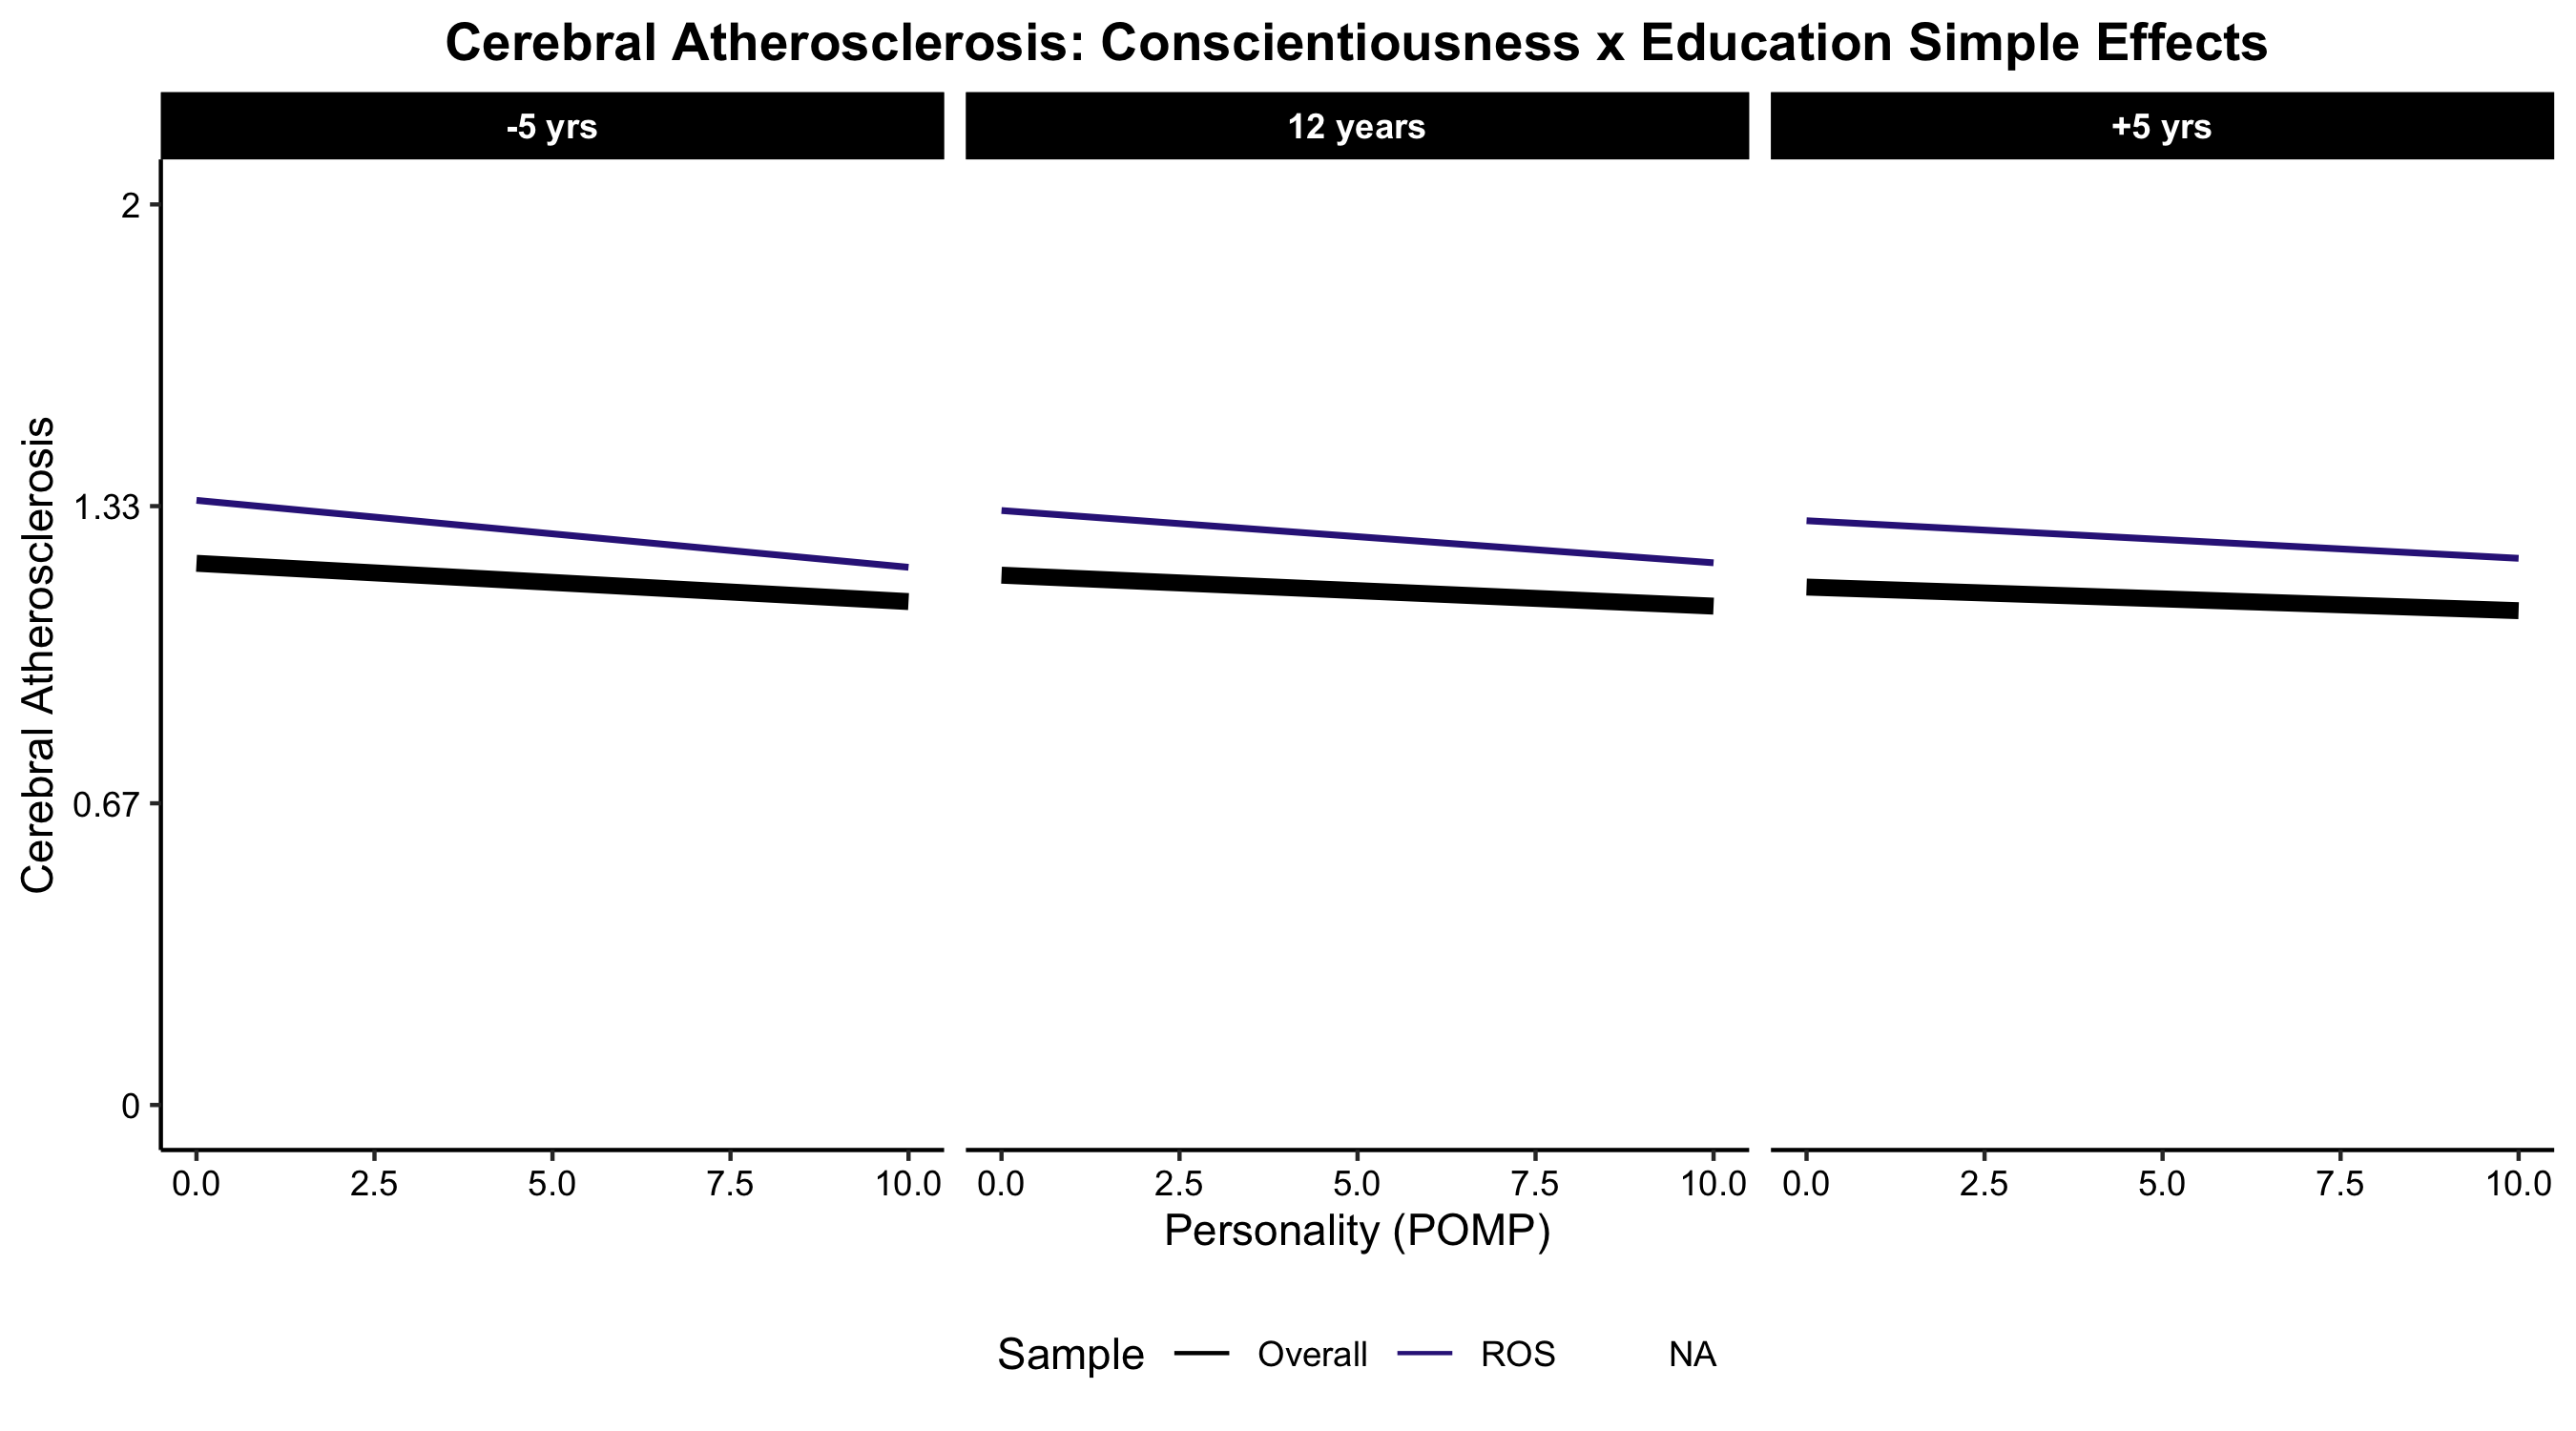 Cerebral Atherosclerosis: Conscientiousness x Education Simple Effects
-5 yrs
12 years
+5 yrs
Cerebral Atherosclerosis
2
1.33
0.67
0
0.0 2.5 5.0 7.5 10.0
0.0 2.5 5.0 7.5 10.0
0.0 2.5 5.0 7.5 10.0
Personality (POMP)
Sample Overall ROS NA